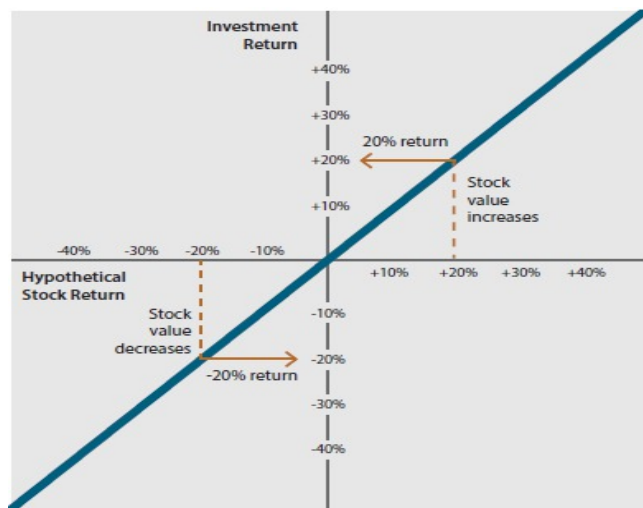 Investment
Return
+40%
+30%
20% return
+20%
Stock
value
increases
+10%
-40% -30% -20% -10%
+10% +20% +30% +40%
Hypothetical
Stock Return
Stock
value
decreases
-10%
-20%
-20% return
-30%
-40%